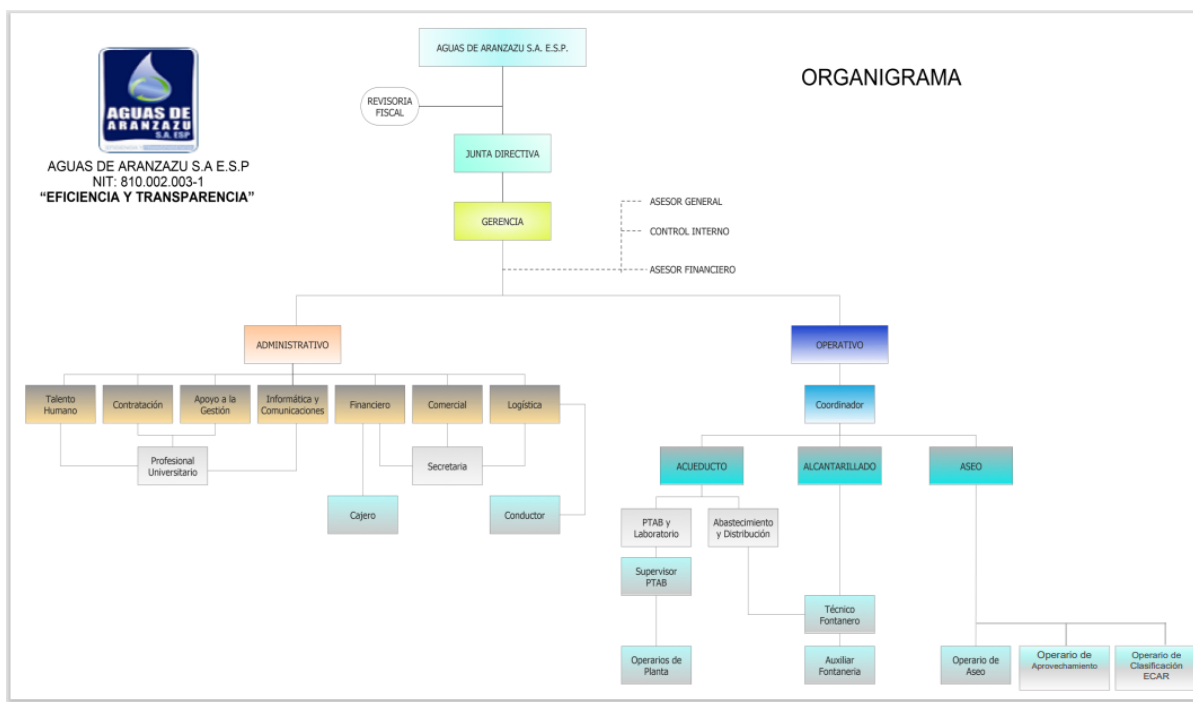 AGUAS DE ARANZAZU S.A. E.S.P.
ORGANIGRAMA
REVISORIA
FISCAL
AGUAS DE
ARANZAZU
S.A. ESP
AGUAS DE ARANZAZU S.A E.S.P
NIT: 810.002.003-1
“EFICIENCIA Y TRANSPARENCIA”
JUNTA DIRECTIVA
GERENCIA
ASESOR GENERAL
CONTROL INTERNO
ASESOR FINANCIERO
ADMINISTRATIVO
OPERATIVO
Talento
Humano
Contratación
Apoyo a la
Gestión
Informática y
Comunicaciones
Financiero
Comercial
Logística
Coordinador
Profesional
Universitario
Secretaria
ACUEDUCTO
ALCANTARILLADO
ASEO
Cajero
Conductor
PTAB y
Laboratorio
Abastecimiento
y Distribución
Supervisor
PTAB
Técnico
Fontanero
Operarios de
Planta
Auxiliar
Fontaneria
Operario de
Aseo
Operario de
Aprovechamiento
Operario de
Clasificación
ECAR